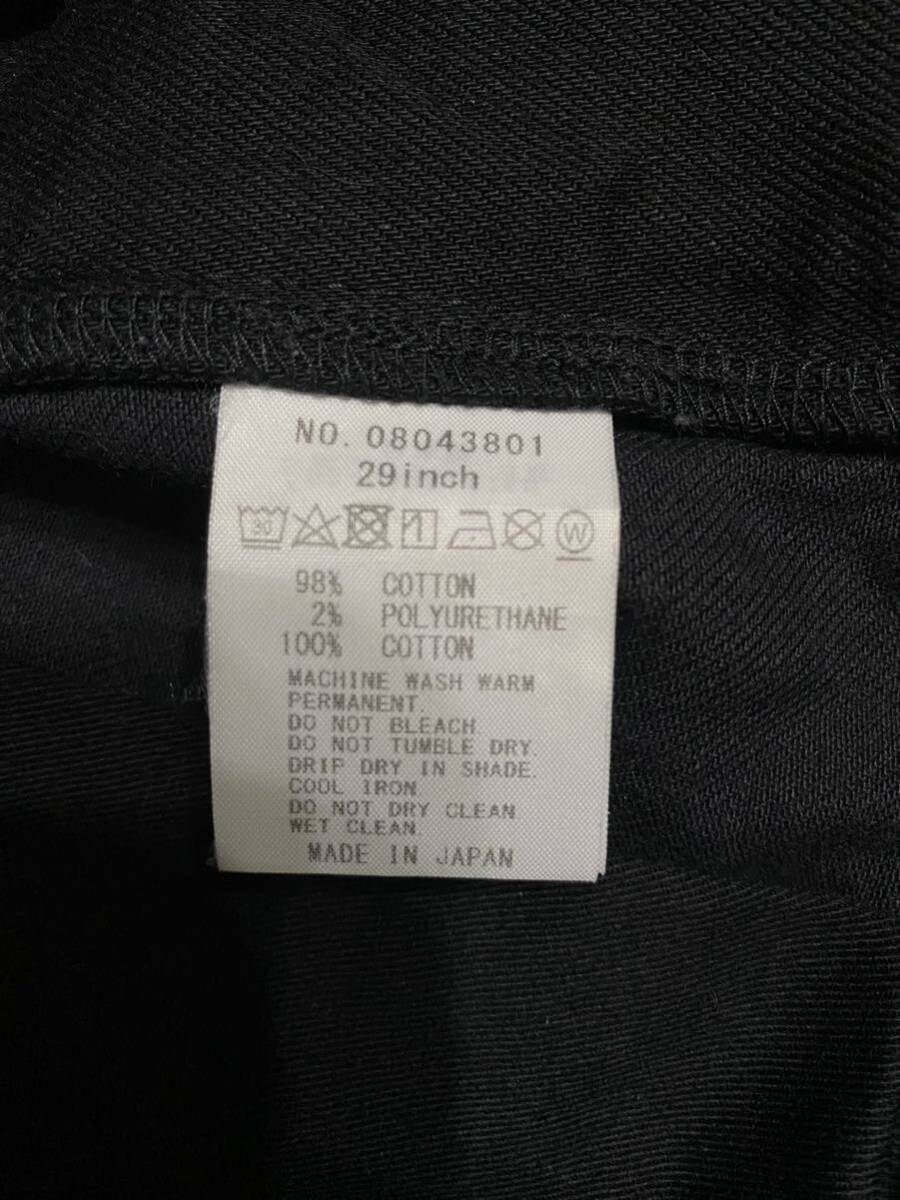 NO. 08043801
29inch
30 W
98% COTTON
2% POLYURETHANE
100% COTTON
MACHINE WASH WARM
PERMANENT.
DO NOT BLEACH.
DO NOT TUMBLE DRY.
DRIP DRY IN SHADE.
COOL IRON.
DO NOT DRY CLEAN.
WET CLEAN.
MADE IN JAPAN